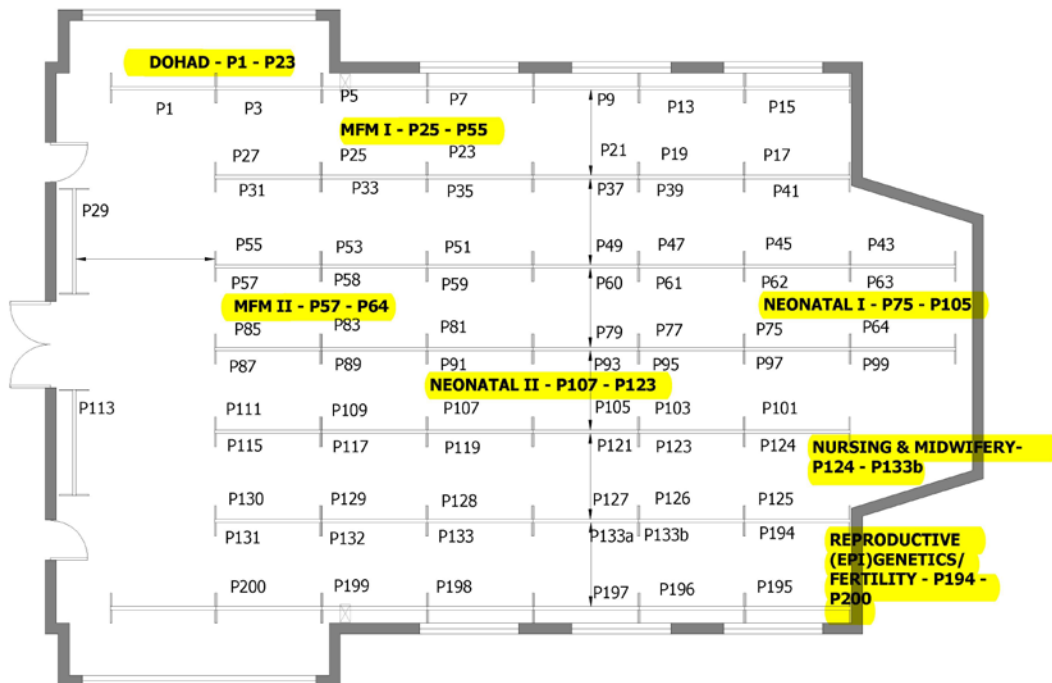 DOHAD - P1 - P23
P1 P3 P5 P7 P9 P13 P15
MFM I - P25 - P55
P27 P25 P23 P21 P19 P17
P31 P33 P35 P37 P39 P41
P29
P55 P53 P51 P49 P47 P45 P43
P57 P58 P59 P60 P61 P62 P63
MFM II - P57 - P64 NEONATAL I - P75 - P105
P85 P83 P81 P79 P77 P75 P64
P87 P89 P91 P93 P95 P97 P99
NEONATAL II - P107 - P123
P113 P111 P109 P107 P105 P103 P101
P115 P117 P119 P121 P123 P124
NURSING & MIDWIFERY-
P124 - P133b
P130 P129 P128 P127 P126 P125
P131 P132 P133 P133a P133b P194
REPRODUCTIVE
(EPI)GENETICS/
FERTILITY - P194 -
P200
P200 P199 P198 P197 P196 P195